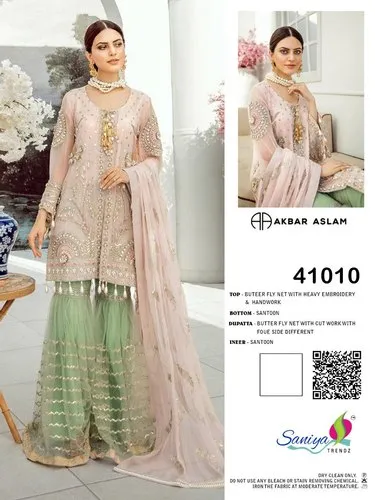 AA AKBAR ASLAM
41010
TOP - BUTEER FLY NET WITH HEAVY EMBROIDERY
& HANDWORK
BOTTOM - SANTOON
DUPATTA - BUTTER FLY NET WITH CUT WORK WITH
FOUE SIDE DIFFERENT
INEER - SANTOON
Saniya
TRENDZ
DRY CLEAN ONLY.
DO NOT USE ANY BLEACH OR STAIN REMOVING CHEMICAL.
IRON THE FABRIC AT MODERATE TEMPERATURE.